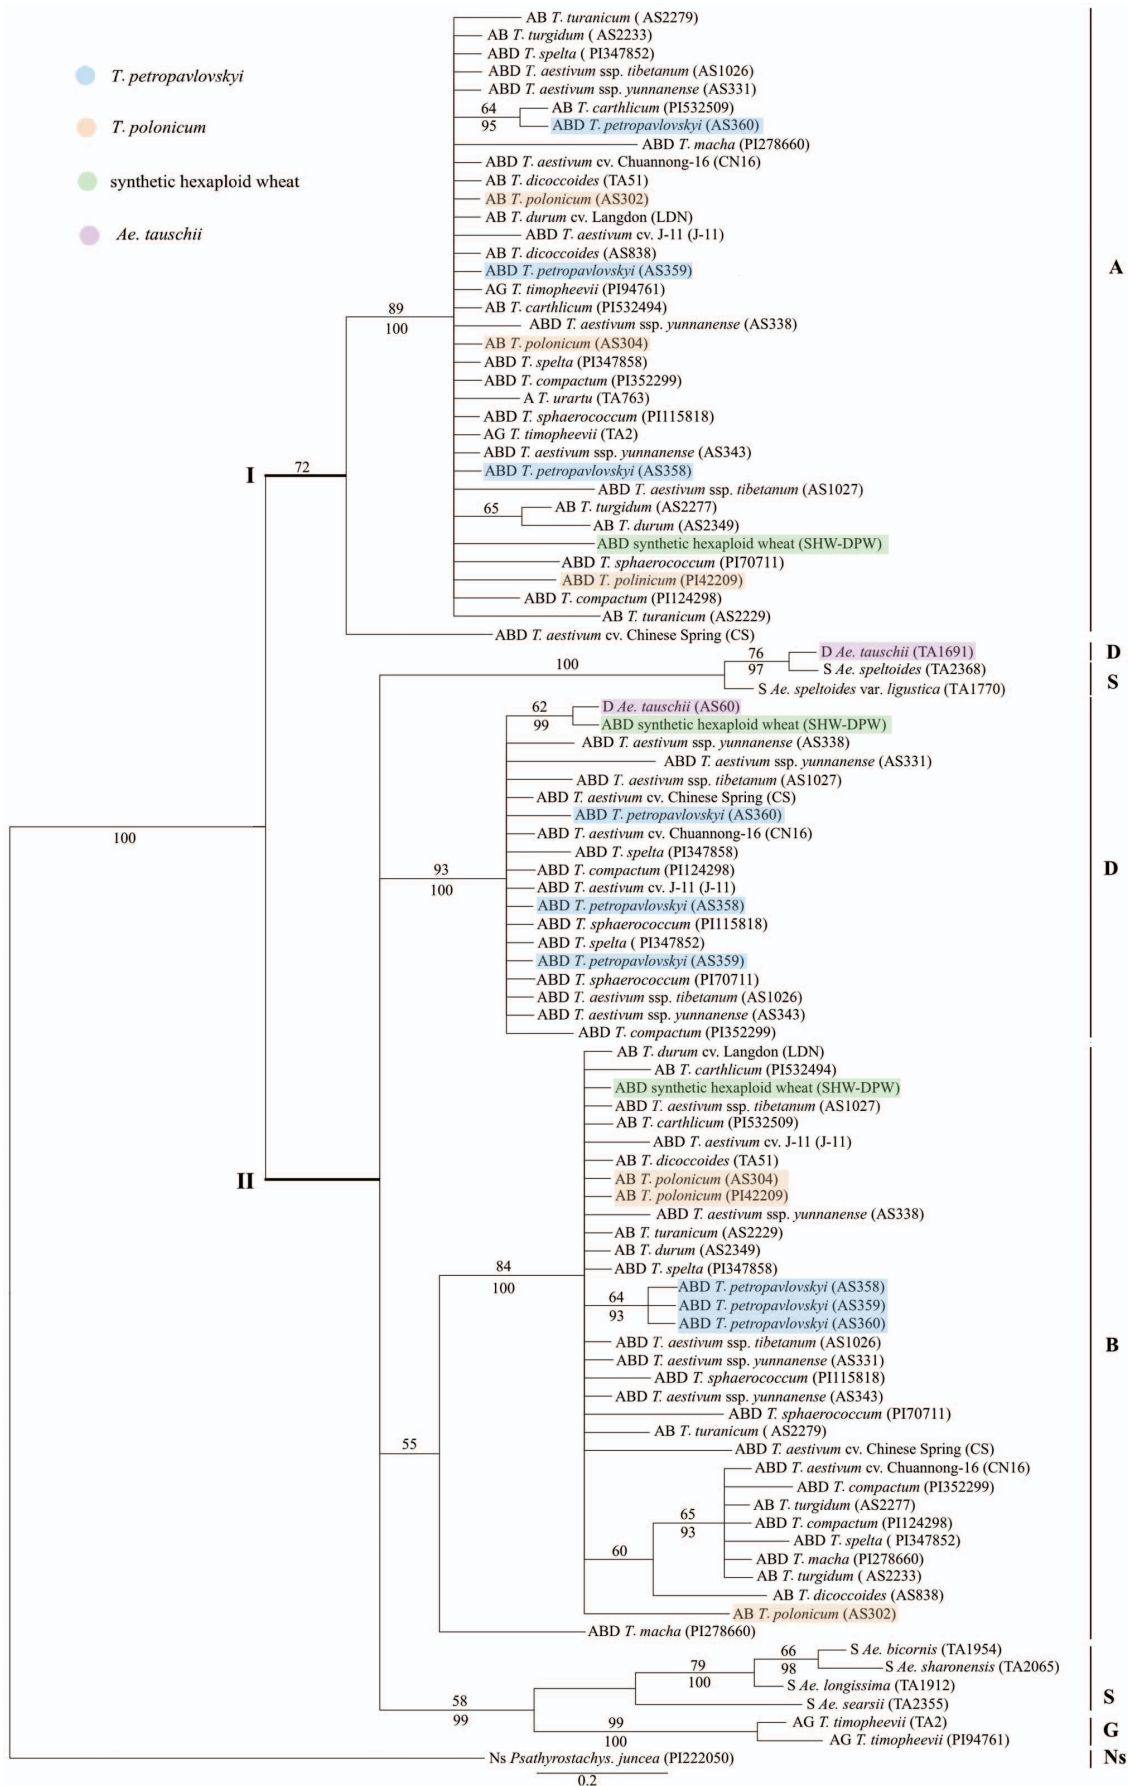 T. petropavlovskyi
T. polonicum
synthetic hexaploid wheat
Ae. tauschii
AB T. turanicum ( AS2279)
AB T. turgidum ( AS2233)
ABD T. spelta ( PI347852)
ABD T. aestivum ssp. tibetanum (AS1026)
ABD T. aestivum ssp. yunnanense (AS331)
64
AB T. carthlicum (PI532509)
95
ABD T. petropavlovskyi (AS360)
ABD T. macha (PI278660)
ABD T. aestivum cv. Chuannong-16 (CN16)
AB T. dicoccoides (TA51)
AB T. polonicum (AS302)
AB T. durum cv. Langdon (LDN)
ABD T. aestivum cv. J-11 (J-11)
AB T. dicoccoides (AS838)
A
ABD T. petropavlovskyi (AS359)
AG T. timopheevii (PI94761)
89
AB T. carthlicum (PI532494)
100
ABD T. aestivum ssp. yunnanense (AS338)
AB T. polonicum (AS304)
ABD T. spelta (PI347858)
ABD T. compactum (PI352299)
A T. urartu (TA763)
ABD T. sphaerococcum (PI115818)
AG T. timopheevii (TA2)
ABD T. aestivum ssp. yunnanense (AS343)
I
72
ABD T. petropavlovskyi (AS358)
ABD T. aestivum ssp. tibetanum (AS1027)
65
AB T. turgidum (AS2277)
AB T. durum (AS2349)
ABD synthetic hexaploid wheat (SHW-DPW)
ABD T. sphaerococcum (PI70711)
ABD T. polinicum (PI42209)
ABD T. compactum (PI124298)
AB T. turanicum (AS2229)
ABD T. aestivum cv. Chinese Spring (CS)
76
D Ae. tauschii (TA1691)
D
100
97
S Ae. speltoides (TA2368)
S
S Ae. speltoides var. ligustica (TA1770)
62
D Ae. tauschii (AS60)
99
ABD synthetic hexaploid wheat (SHW-DPW)
ABD T. aestivum ssp. yunnanense (AS338)
ABD T. aestivum ssp. yunnanense (AS331)
ABD T. aestivum ssp. tibetanum (AS1027)
ABD T. aestivum cv. Chinese Spring (CS)
ABD T. petropavlovskyi (AS360)
100
ABD T. aestivum cv. Chuannong-16 (CN16)
ABD T. spelta (PI347858)
93
ABD T. compactum (PI124298)
D
100
ABD T. aestivum cv. J-11 (J-11)
ABD T. petropavlovskyi (AS358)
ABD T. sphaerococcum (PI115818)
ABD T. spelta ( PI347852)
ABD T. petropavlovskyi (AS359)
ABD T. sphaerococcum (PI70711)
ABD T. aestivum ssp. tibetanum (AS1026)
ABD T. aestivum ssp. yunnanense (AS343)
ABD T. compactum (PI352299)
AB T. durum cv. Langdon (LDN)
AB T. carthlicum (PI532494)
ABD synthetic hexaploid wheat (SHW-DPW)
ABD T. aestivum ssp. tibetanum (AS1027)
AB T. carthlicum (PI532509)
ABD T. aestivum cv. J-11 (J-11)
AB T. dicoccoides (TA51)
II
AB T. polonicum (AS304)
AB T. polonicum (PI42209)
ABD T. aestivum ssp. yunnanense (AS338)
AB T. turanicum (AS2229)
AB T. durum (AS2349)
84
ABD T. spelta (PI347858)
100
ABD T. petropavlovskyi (AS358)
64
ABD T. petropavlovskyi (AS359)
93
ABD T. petropavlovskyi (AS360)
ABD T. aestivum ssp. tibetanum (AS1026)
B
ABD T. aestivum ssp. yunnanense (AS331)
ABD T. sphaerococcum (PI115818)
ABD T. aestivum ssp. yunnanense (AS343)
ABD T. sphaerococcum (PI70711)
AB T. turanicum ( AS2279)
55
ABD T. aestivum cv. Chinese Spring (CS)
ABD T. aestivum cv. Chuannong-16 (CN16)
ABD T. compactum (PI352299)
AB T. turgidum (AS2277)
65
ABD T. compactum (PI124298)
93
ABD T. spelta ( PI347852)
60
ABD T. macha (PI278660)
AB T. turgidum ( AS2233)
AB T. dicoccoides (AS838)
AB T. polonicum (AS302)
ABD T. macha (PI278660)
66
S Ae. bicornis (TA1954)
79
98
S Ae. sharonensis (TA2065)
100
S Ae. longissima (TA1912)
58
S Ae. searsii (TA2355)
S
99
99
AG T. timopheevii (TA2)
G
100
AG T. timopheevii (PI94761)
Ns Psathyrostachys. juncea (PI222050)
Ns
0.2